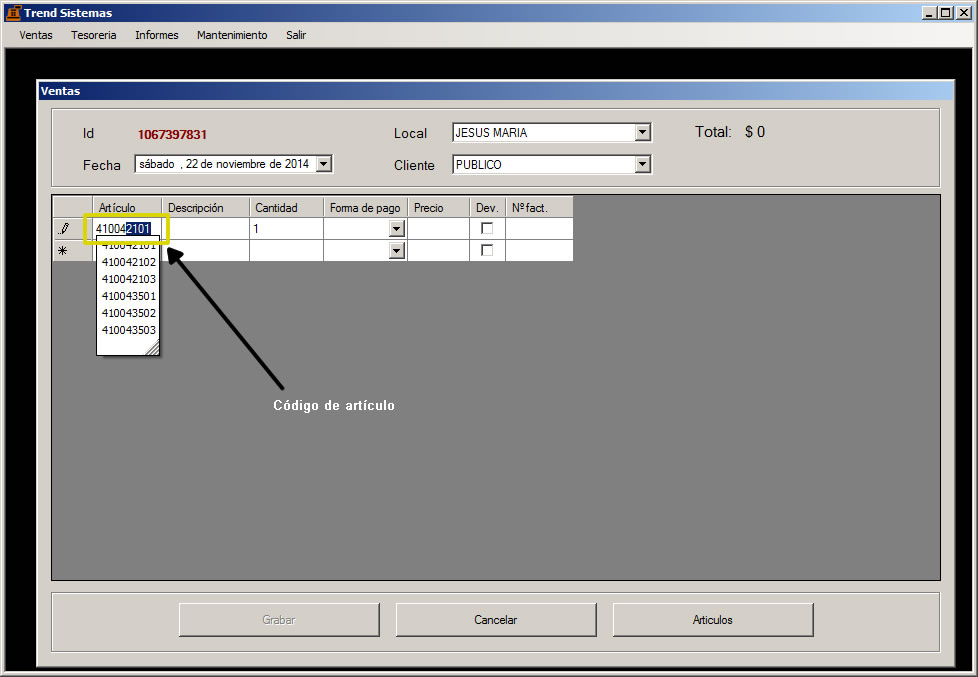 Trend Sistemas
Ventas Tesoreria Informes Mantenimiento Salir
Ventas
Id 1067397831 Local JESUS MARIA Total: $ 0
Fecha sábado , 22 de noviembre de 2014 Cliente PUBLICO
Artículo Descripción Cantidad Forma de pago Precio Dev. Nº fact.
410042101 1
410042101
410042102
410042103
410043501
410043502
410043503
Código de artículo
Grabar Cancelar Articulos